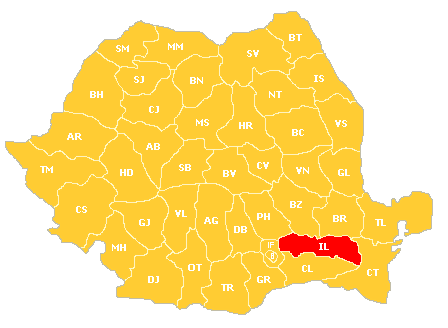 BT
SM
MM
SV
SJ
BN
IS
BH
CJ
NT
MS
HR
BC
VS
AR
AB
TM
HD
SB
BV
CV
VN
GL
CS
VL
AG
PH
BZ
BR
TL
GJ
DB
MH
IF
IL
B
OT
CL
CT
DJ
TR
GR